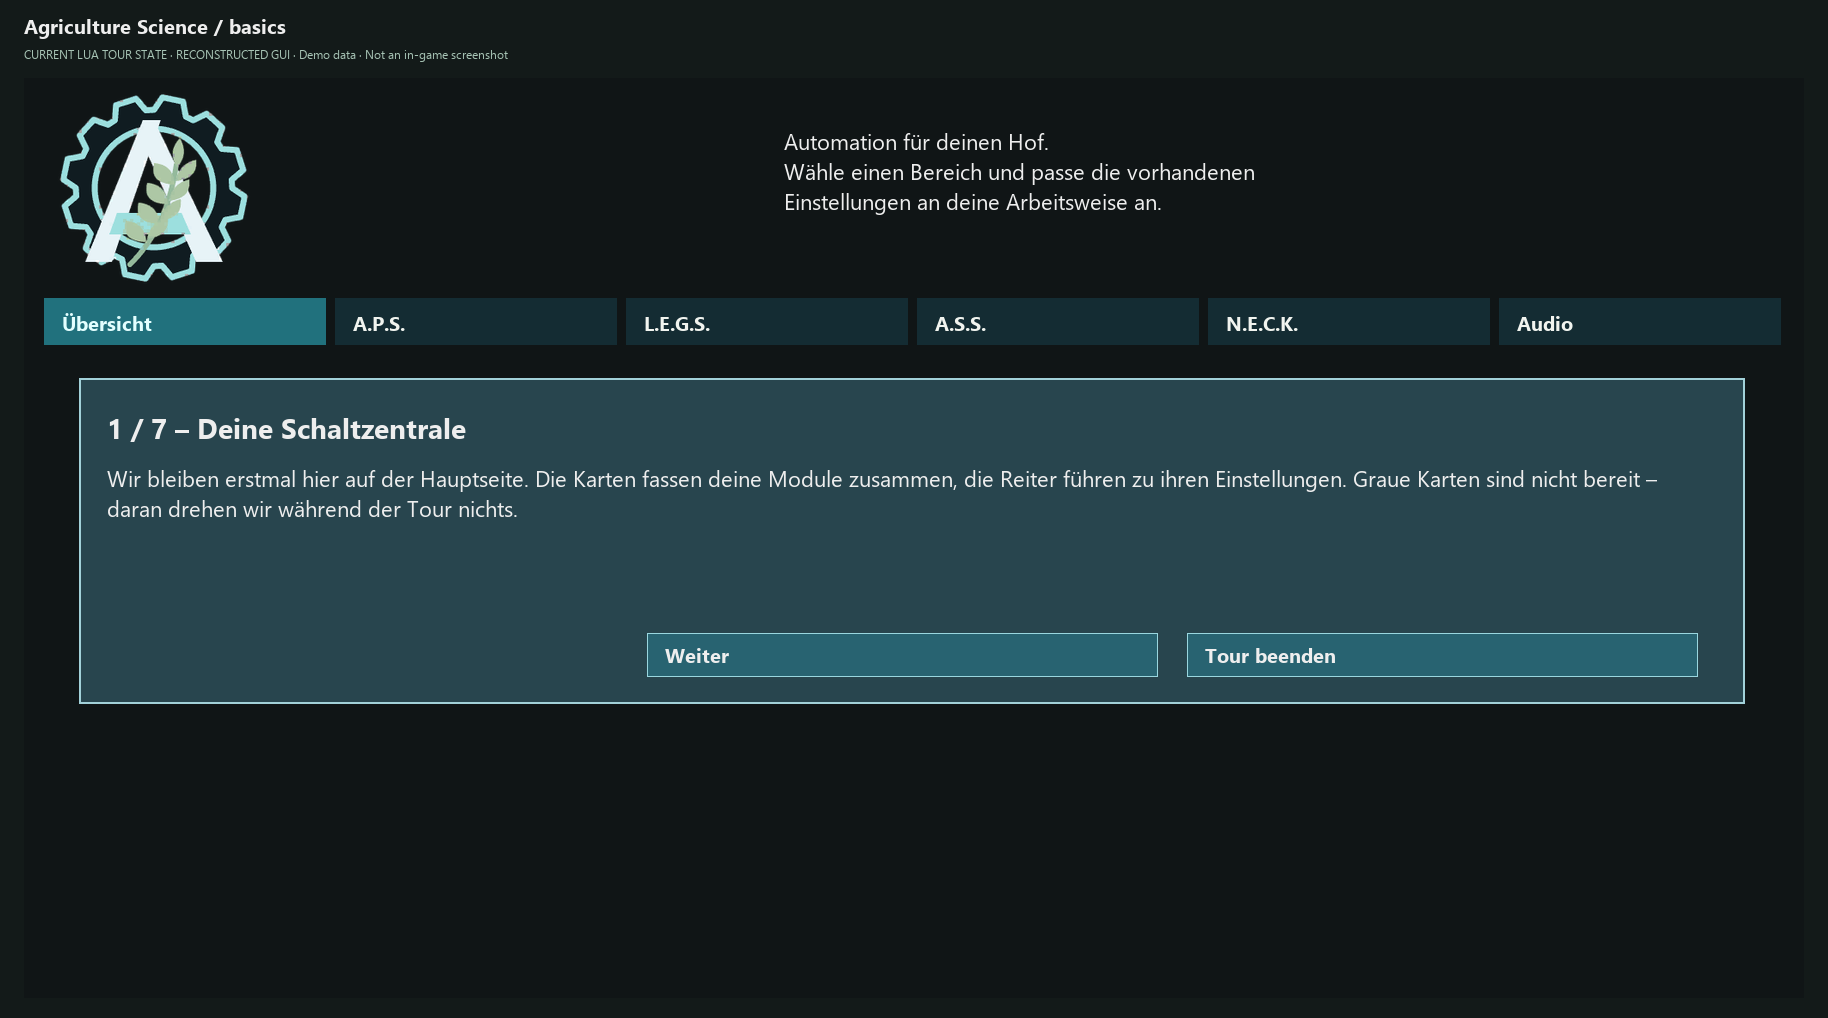 Agriculture Science / basics
CURRENT LUA TOUR STATE · RECONSTRUCTED GUI · Demo data · Not an in-game screenshot
Automation für deinen Hof.
Wähle einen Bereich und passe die vorhandenen
Einstellungen an deine Arbeitsweise an.
Übersicht
A.P.S.
L.E.G.S.
A.S.S.
N.E.C.K.
Audio
1 / 7 – Deine Schaltzentrale
Wir bleiben erstmal hier auf der Hauptseite. Die Karten fassen deine Module zusammen, die Reiter führen zu ihren Einstellungen. Graue Karten sind nicht bereit –
daran drehen wir während der Tour nichts.
Weiter
Tour beenden